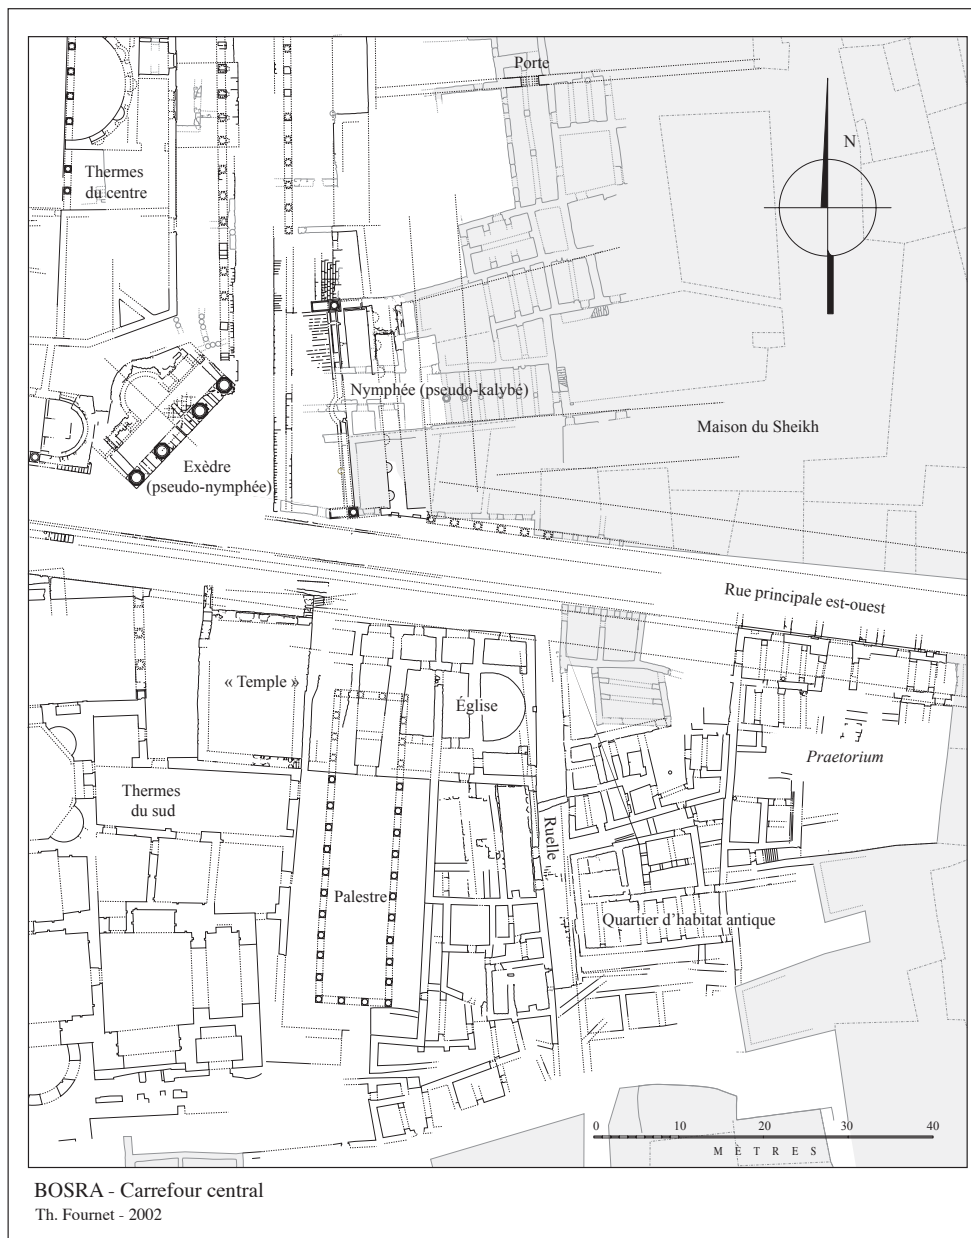 Porte
N
Thermes
du centre
Nymphée (pseudo-kalybé)
Maison du Sheikh
Exèdre
(pseudo-nymphée)
Rue principale est-ouest
« Temple »
Église
Praetorium
Thermes
du sud
Ruelle
Palestre
Quartier d'habitat antique
0 10 20 30 40
MÈTRES
BOSRA - Carrefour central
Th. Fournet - 2002